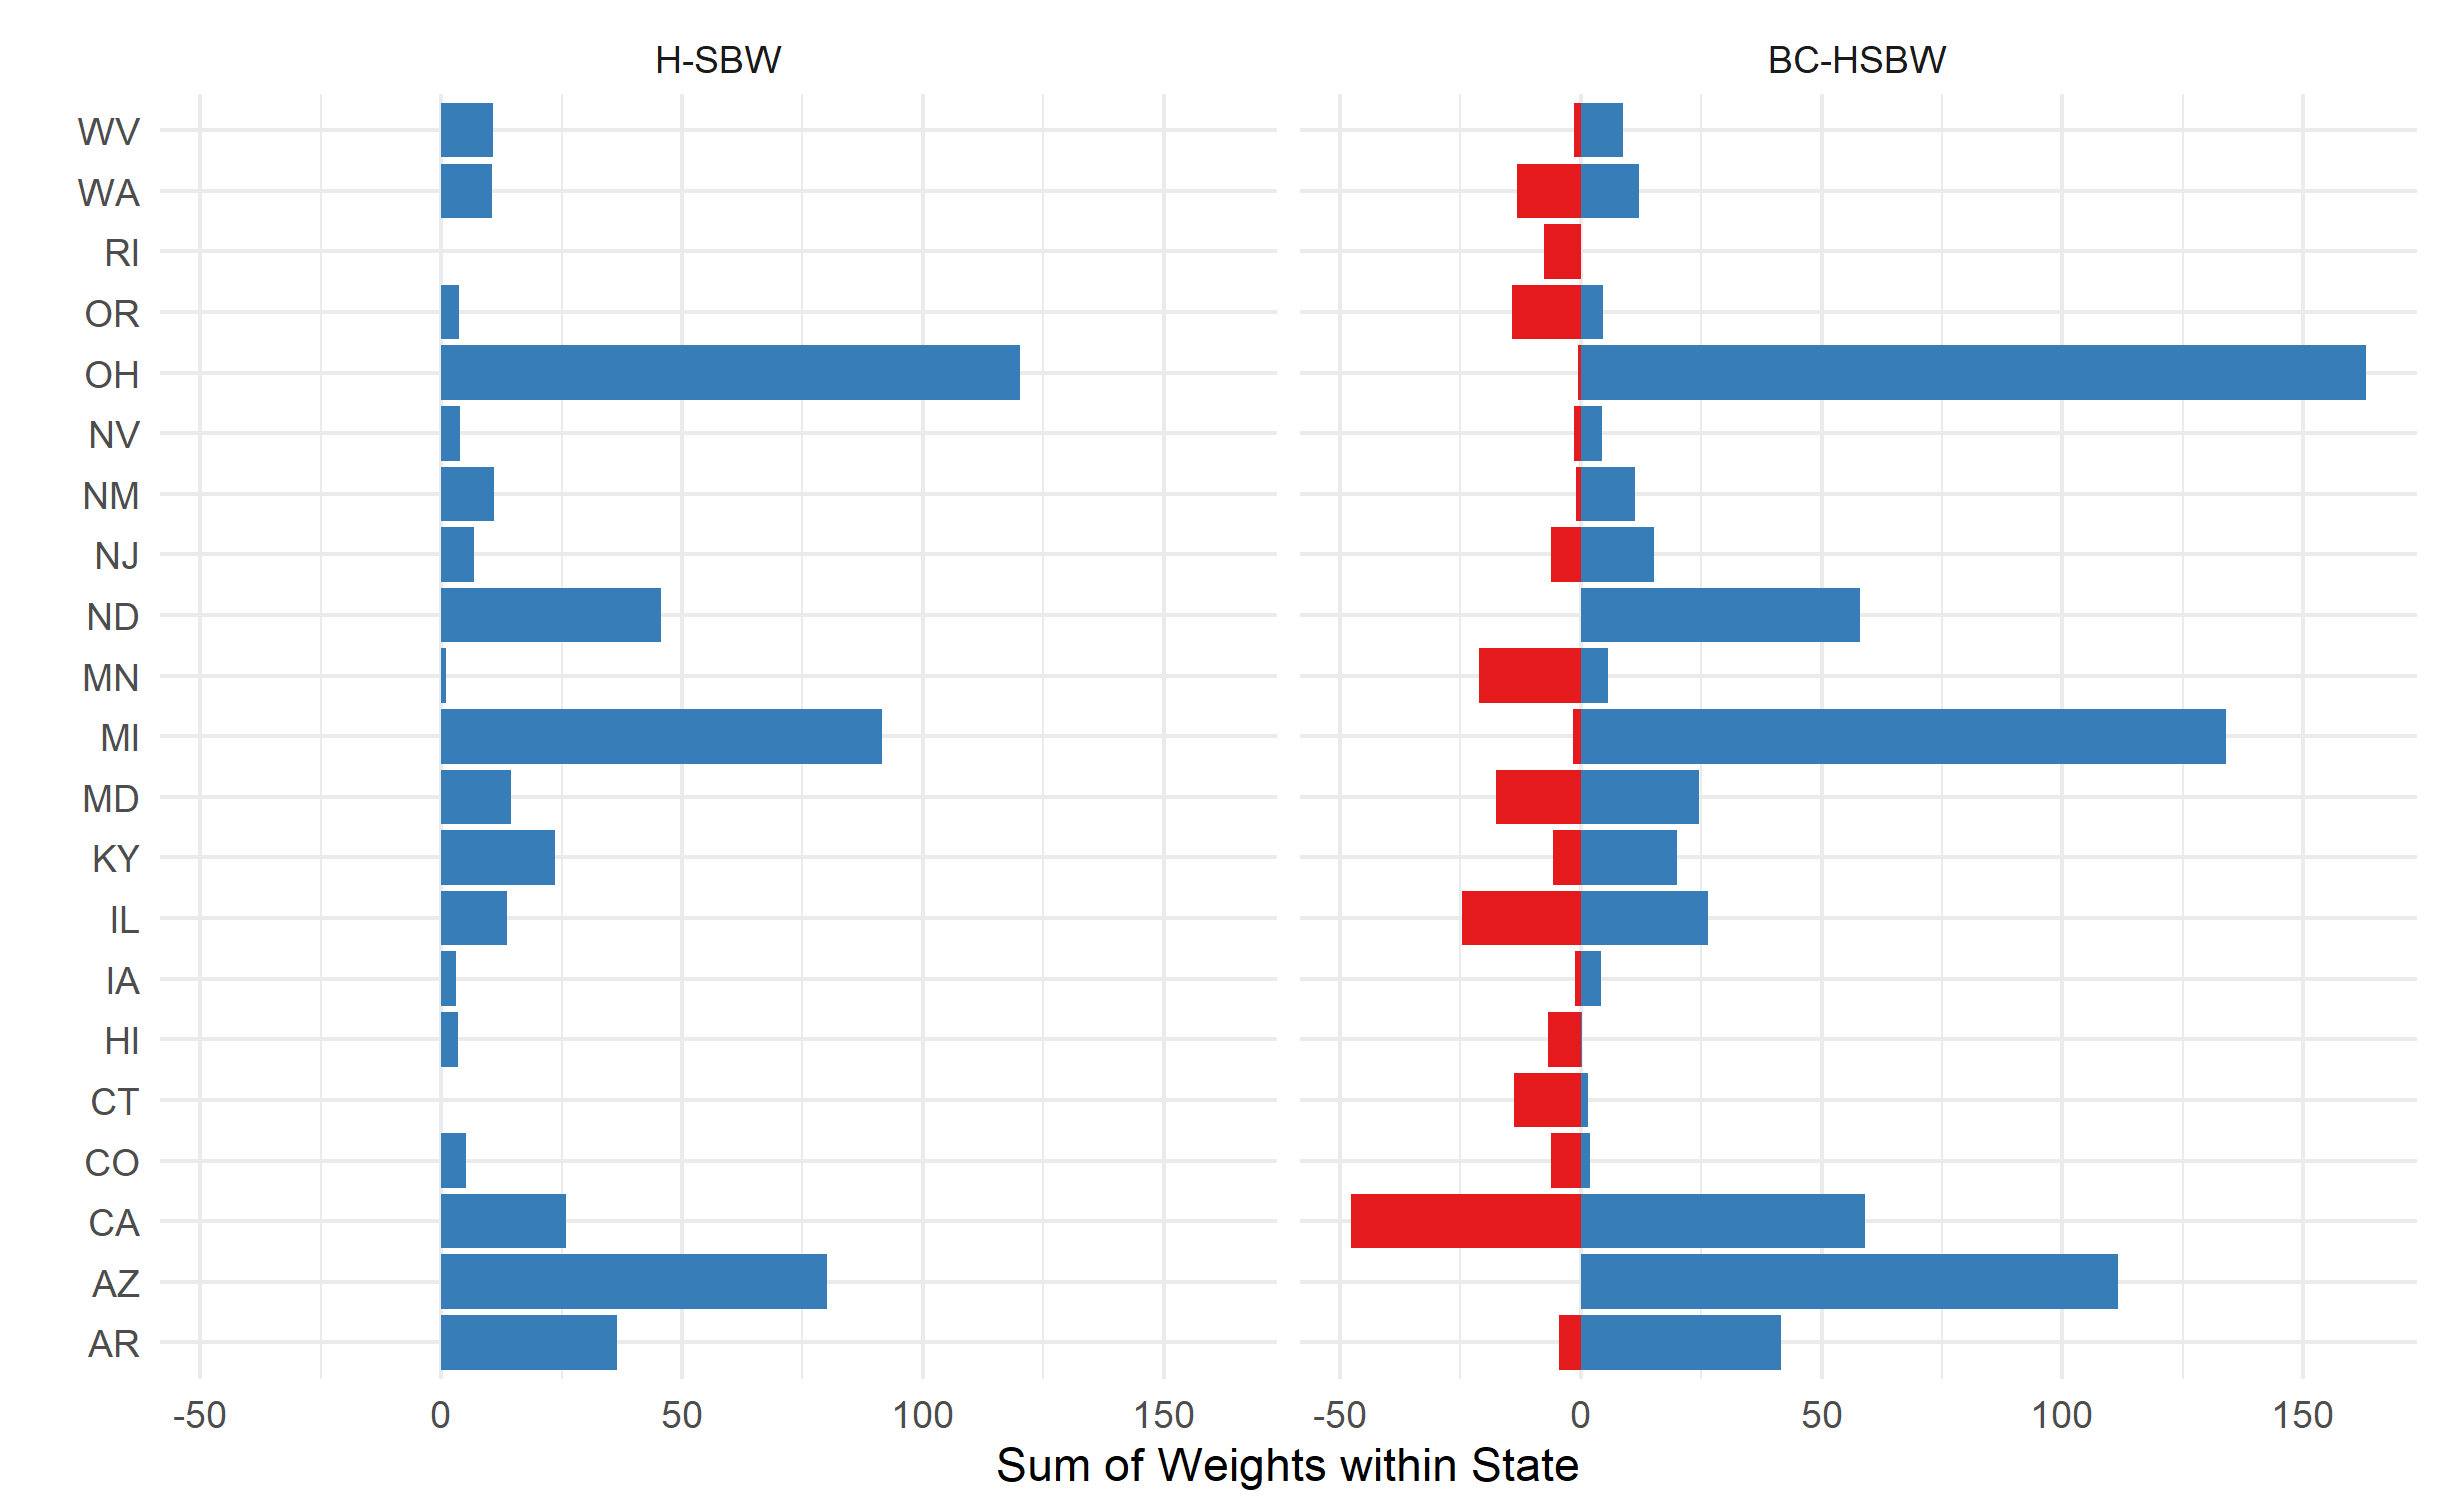 H-SBW BC-HSBW
WV
WA
RI
OR
OH
NV
NM
NJ
ND
MN
MI
MD
KY
IL
IA
HI
CT
CO
CA
AZ
AR
-50 0 50 100 150 -50 0 50 100 150
Sum of Weights within State